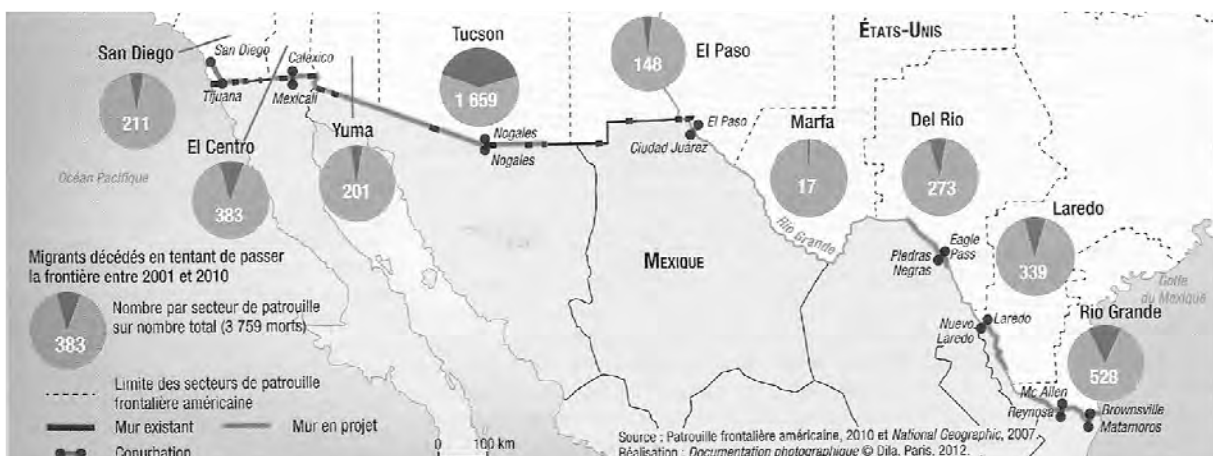 San Diego
San Diego
211
Tijuana
Calexico
Mexicali
El Centro
383
Océan Pacifique
Yuma
201
Tucson
1 659
Nogales
Nogales
148
El Paso
El Paso
Ciudad Juárez
ÉTATS-UNIS
Marfa
17
Río Grande
MEXIQUE
Del Rio
273
Eagle
Pass
Piedras
Negras
Laredo
339
Golfe
du Mexique
Laredo
Nuevo
Laredo
Rio Grande
528
Mc Allen
Reynosa
Brownsville
Matamoros
Migrants décédés en tentant de passer
la frontière entre 2001 et 2010
383
Nombre par secteur de patrouille
sur nombre total (3 759 morts)
Limite des secteurs de patrouille
frontalière américaine
Mur existant
Mur en projet
Conurbation
0 100 km
Source : Patrouille frontalière américaine, 2010 et National Geographic, 2007.
Réalisation : Documentation photographique © Dila, Paris, 2012.